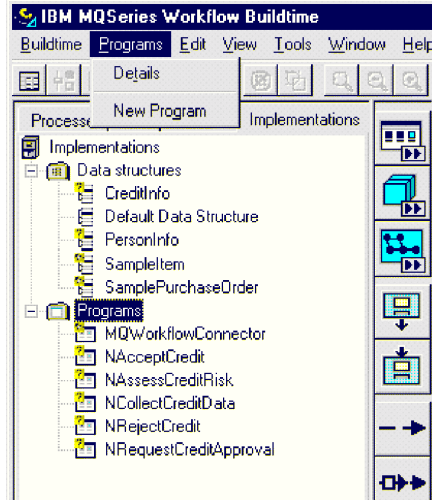 IBM MQSeries Workflow Buildtime
Buildtime Programs Edit View Tools Window Help
Details
New Program
Processe Implementations
Implementations
Data structures
CreditInfo
Default Data Structure
PersonInfo
SampleItem
SamplePurchaseOrder
Programs
MQWorkflowConnector
NAcceptCredit
NAssessCreditRisk
NCollectCreditData
NRejectCredit
NRequestCreditApproval